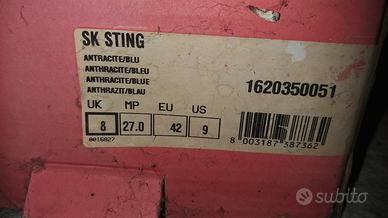 SK STING
ANTRACITE/BLU
ANTHRACITE/BLEU
ANTHRACITE/BLUE
ANTHRAZIT/BLAU
1620350051
UK MP EU US
8 27.0 42 9
0016827
8 003187 387362
subito